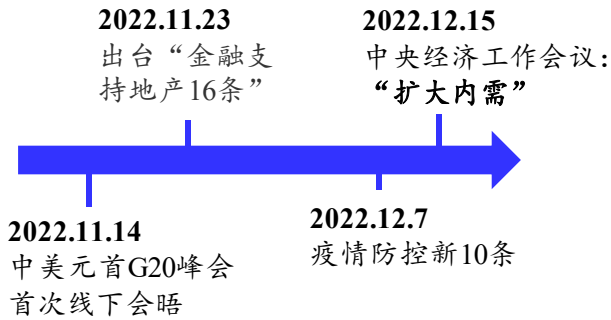 2022.11.23
出台“金融支
持地产16条”
2022.12.15
中央经济工作会议：
“扩大内需”
2022.11.14
中美元首G20峰会
首次线下会晤
2022.12.7
疫情防控新10条